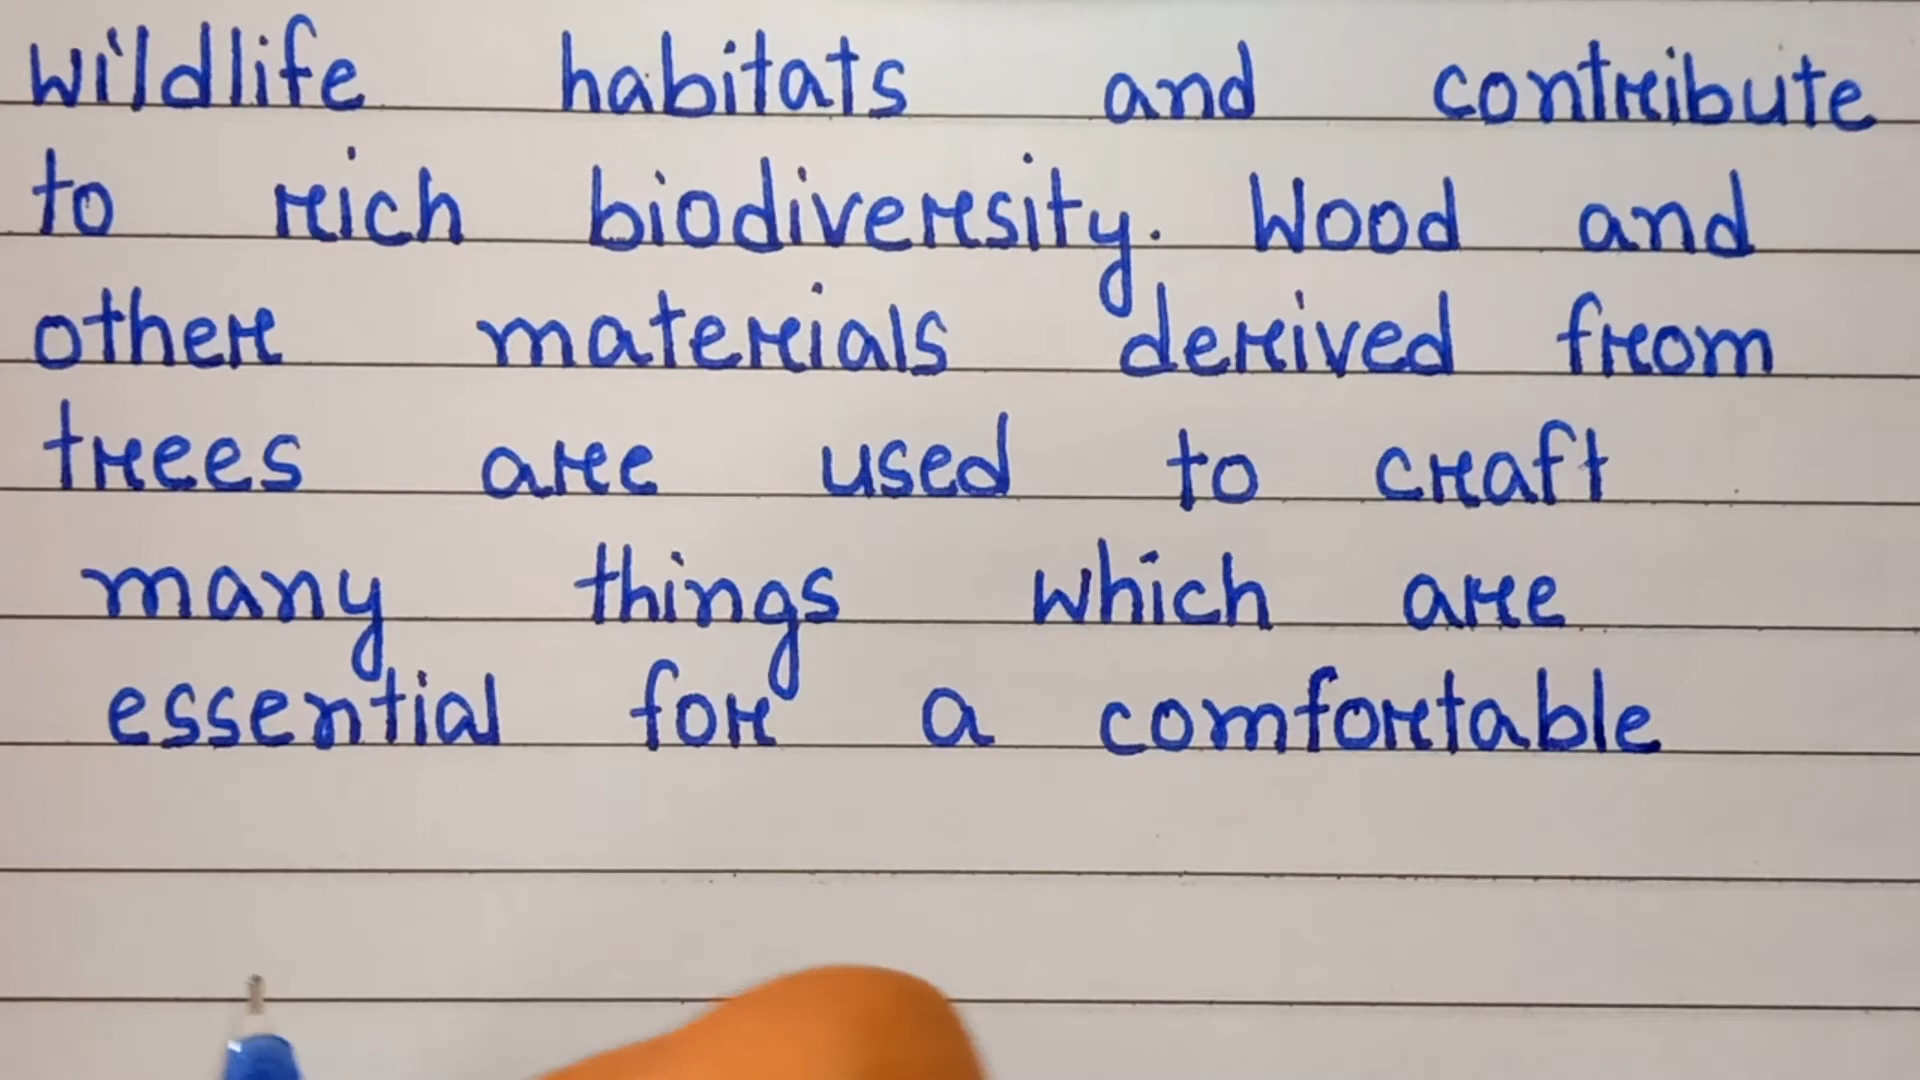 wildlife habitats and contribute
to rich biodiversity. Wood and
other materials derived from
trees are used to craft
many things which are
essential for a comfortable